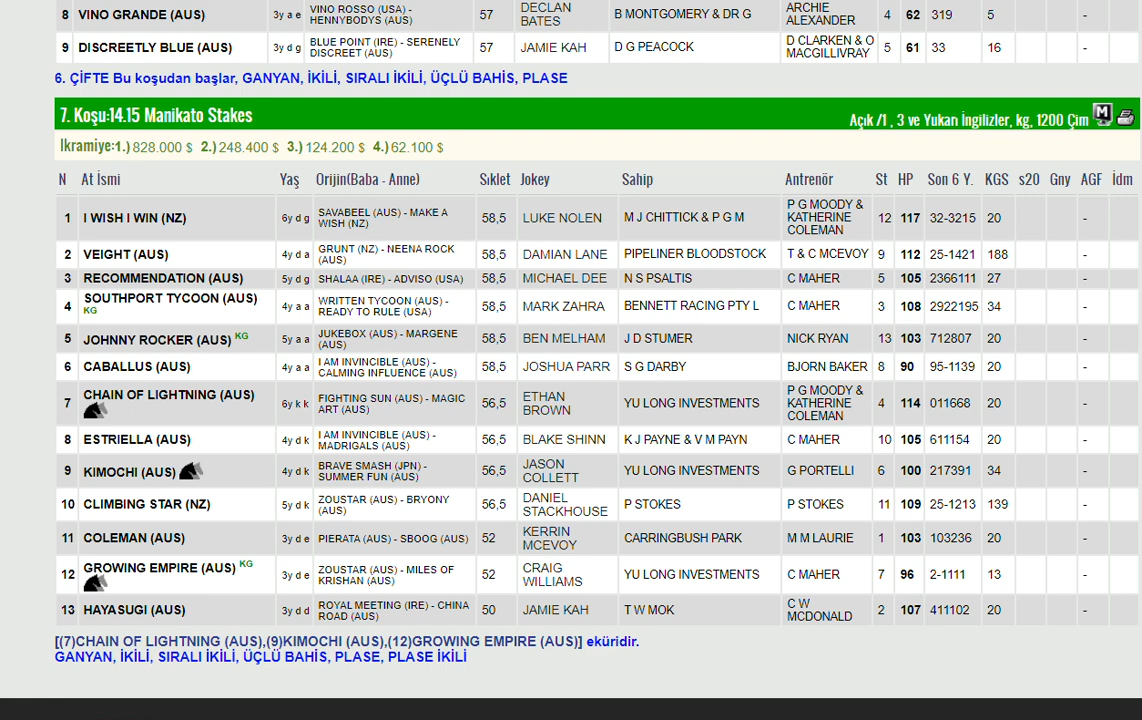 8 VINO GRANDE (AUS) 3y a e VINO ROSSO (USA) - HENNYBODYS (AUS) 57 DECLAN BATES B MONTGOMERY & DR G ARCHIE ALEXANDER 4 62 319 5 -
9 DISCREETLY BLUE (AUS) 3y d g BLUE POINT (IRE) - SERENELY DISCREET (AUS) 57 JAMIE KAH D G PEACOCK D CLARKEN & O MACGILLIVRAY 5 61 33 16 -
6. ÇİFTE Bu koşudan başlar, GANYAN, İKİLİ, SIRALI İKİLİ, ÜÇLÜ BAHİS, PLASE
7. Koşu:14.15 Manikato Stakes Açık /1 , 3 ve Yukarı İngilizler, kg, 1200 Çim M
Ikramiye:1.) 828.000 $ 2.) 248.400 $ 3.) 124.200 $ 4.) 62.100 $
N At İsmi Yaş Orijin(Baba - Anne) Sıklet Jokey Sahip Antrenör St HP Son 6 Y. KGS s20 Gny AGF İdm
1 I WISH I WIN (NZ) 6y d g SAVABEEL (AUS) - MAKE A WISH (NZ) 58,5 LUKE NOLEN M J CHITTICK & P G M P G MOODY & KATHERINE COLEMAN 12 117 32-3215 20 -
2 VEIGHT (AUS) 4y d a GRUNT (NZ) - NEENA ROCK (AUS) 58,5 DAMIAN LANE PIPELINER BLOODSTOCK T & C MCEVOY 9 112 25-1421 188 -
3 RECOMMENDATION (AUS) 5y d g SHALAA (IRE) - ADVISO (USA) 58,5 MICHAEL DEE N S PSALTIS C MAHER 5 105 2366111 27 -
4 SOUTHPORT TYCOON (AUS) KG 4y a a WRITTEN TYCOON (AUS) - READY TO RULE (USA) 58,5 MARK ZAHRA BENNETT RACING PTY L C MAHER 3 108 2922195 34 -
5 JOHNNY ROCKER (AUS) KG 5y a a JUKEBOX (AUS) - MARGENE (AUS) 58,5 BEN MELHAM J D STUMER NICK RYAN 13 103 712807 20 -
6 CABALLUS (AUS) 4y a a I AM INVINCIBLE (AUS) - CALMING INFLUENCE (AUS) 58,5 JOSHUA PARR S G DARBY BJORN BAKER 8 90 95-1139 20 -
7 CHAIN OF LIGHTNING (AUS) 6y k k FIGHTING SUN (AUS) - MAGIC ART (AUS) 56,5 ETHAN BROWN YU LONG INVESTMENTS P G MOODY & KATHERINE COLEMAN 4 114 011668 20 -
8 ESTRIELLA (AUS) 4y d k I AM INVINCIBLE (AUS) - MADRIGALS (AUS) 56,5 BLAKE SHINN K J PAYNE & V M PAYN C MAHER 10 105 611154 20 -
9 KIMOCHI (AUS) 4y d k BRAVE SMASH (JPN) - SUMMER FUN (AUS) 56,5 JASON COLLETT YU LONG INVESTMENTS G PORTELLI 6 100 217391 34 -
10 CLIMBING STAR (NZ) 5y d k ZOUSTAR (AUS) - BRYONY (AUS) 56,5 DANIEL STACKHOUSE P STOKES P STOKES 11 109 25-1213 139 -
11 COLEMAN (AUS) 3y d e PIERATA (AUS) - SBOOG (AUS) 52 KERRIN MCEVOY CARRINGBUSH PARK M M LAURIE 1 103 103236 20 -
12 GROWING EMPIRE (AUS) KG 3y d e ZOUSTAR (AUS) - MILES OF KRISHAN (AUS) 52 CRAIG WILLIAMS YU LONG INVESTMENTS C MAHER 7 96 2-1111 13 -
13 HAYASUGI (AUS) 3y d d ROYAL MEETING (IRE) - CHINA ROAD (AUS) 50 JAMIE KAH T W MOK C W MCDONALD 2 107 411102 20 -
[(7)CHAIN OF LIGHTNING (AUS),(9)KIMOCHI (AUS),(12)GROWING EMPIRE (AUS)] eküridir.
GANYAN, İKİLİ, SIRALI İKİLİ, ÜÇLÜ BAHİS, PLASE, PLASE İKİLİ